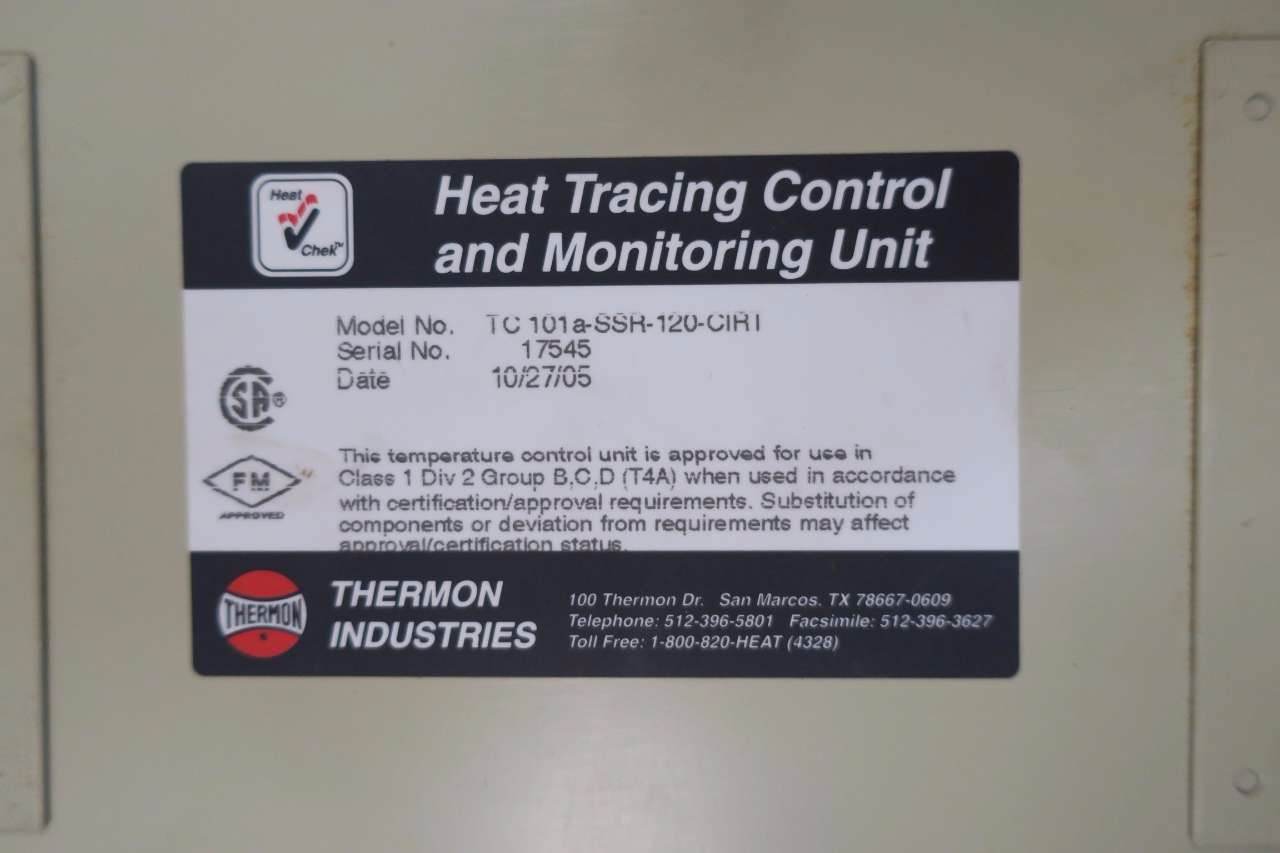 Heat
Chek™
Heat Tracing Control
and Monitoring Unit
Model No. TC 101a-SSR-120-CIRT
Serial No. 17545
Date 10/27/05
CSA®
FM
APPROVED
This temperature control unit is approved for use in
Class 1 Div 2 Group B,C,D (T4A) when used in accordance
with certification/approval requirements. Substitution of
components or deviation from requirements may affect
approval/certification status.
THERMON
THERMON
INDUSTRIES
100 Thermon Dr. San Marcos. TX 78667-0609
Telephone: 512-396-5801 Facsimile: 512-396-3627
Toll Free: 1-800-820-HEAT (4328)